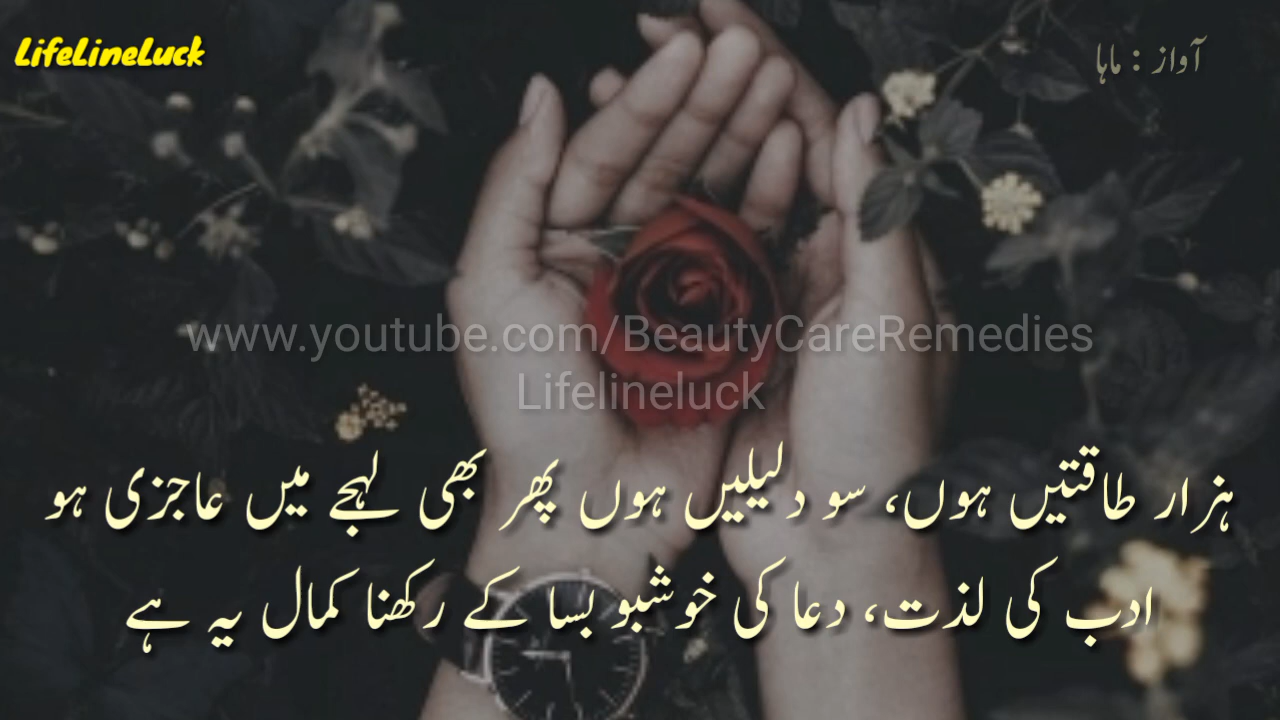 LifeLineLuck
آواز : ماہا
www.youtube.com/BeautyCareRemedies
Lifelineluck
ہزار طاقتیں ہوں، سو دلیلیں ہوں پھر بھی لہجے میں عاجزی ہو
ادب کی لذت، دعا کی خوشبو بسا کے رکھنا کمال یہ ہے